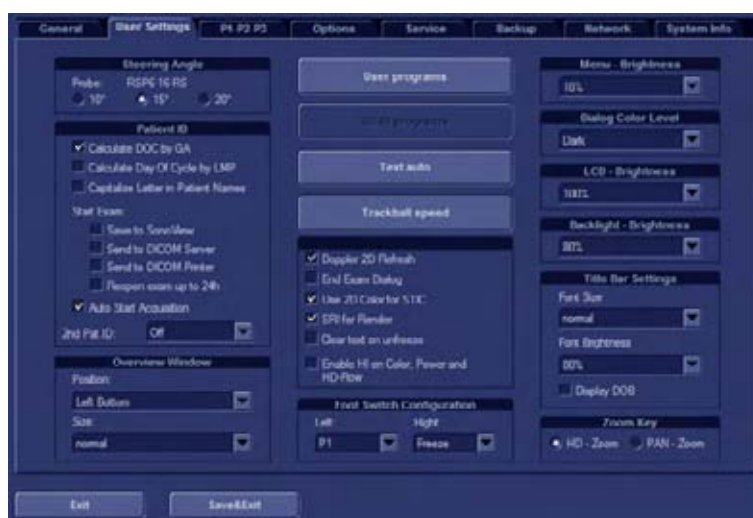 General User Settings P1 P2 P3 Options Service Backup Network System Info
Steering Angle
Probe: RSP6-16-RS
10° 15° 20°
Patient ID
Calculate DOC by GA
Calculate Day Of Cycle by LMP
Capitalize Letter in Patient Names
Start Exam:
Save to SonoView
Send to DICOM Server
Send to DICOM Printer
Reopen exam up to 24h
Auto Start Acquisition
2nd Pat ID: Off
Overview Window
Position:
Left Bottom
Size:
normal
User programs
programs
Text auto
Trackball speed
Doppler 2D Refresh
End Exam Dialog
Use 2D Color for STIC
SRI for Render
Clear text on unfreeze
Enable HI on Color, Power and
HD-Flow
Foot Switch Configuration
Left Right
P1 Freeze
Menu - Brightness
10%
Dialog Color Level
Dark
LCD - Brightness
100%
Backlight - Brightness
80%
Title Bar Settings
Font Size
normal
Font Brightness
80%
Display DOB
Zoom Key
HD - Zoom PAN - Zoom
Exit Save&Exit